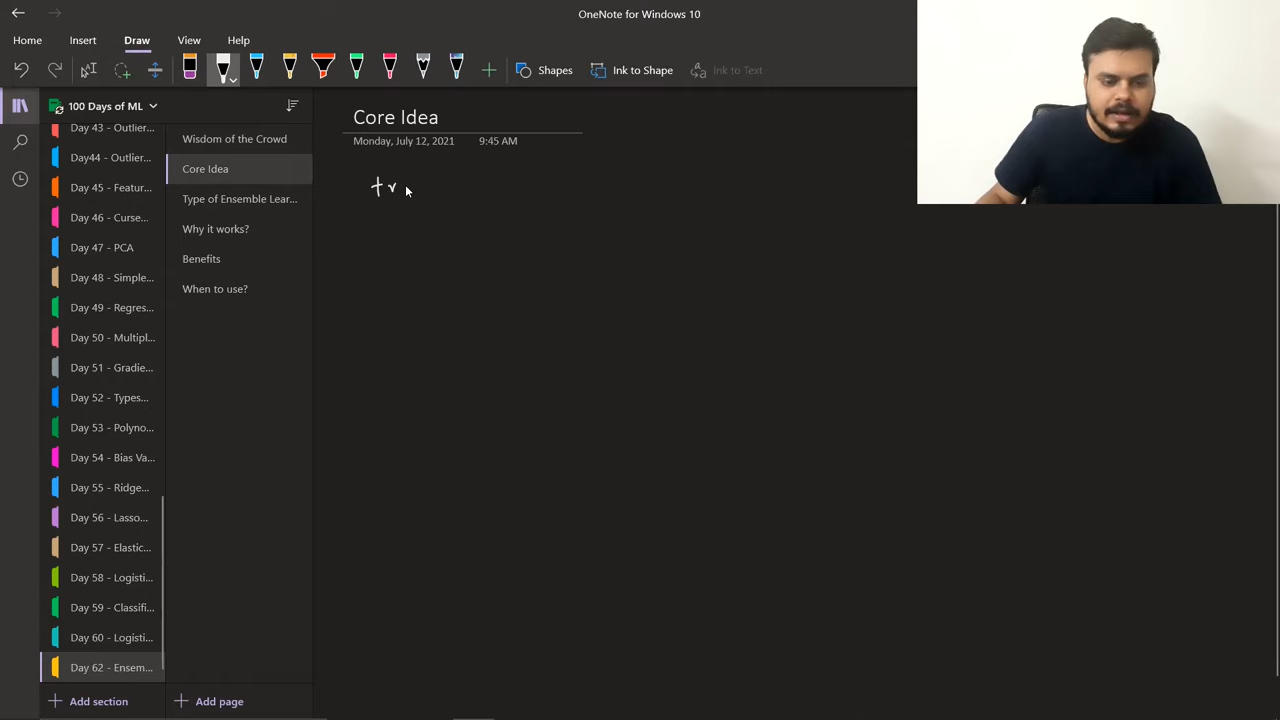 OneNote for Windows 10
Home Insert Draw View Help
Shapes Ink to Shape Ink to Text
100 Days of ML
Day 43 - Outlier...
Day44 - Outlier...
Day 45 - Featur...
Day 46 - Curse...
Day 47 - PCA
Day 48 - Simple...
Day 49 - Regres...
Day 50 - Multipl...
Day 51 - Gradie...
Day 52 - Types...
Day 53 - Polyno...
Day 54 - Bias Va...
Day 55 - Ridge...
Day 56 - Lasso...
Day 57 - Elastic...
Day 58 - Logisti...
Day 59 - Classifi...
Day 60 - Logisti...
Day 62 - Ensem...
Add section
Wisdom of the Crowd
Core Idea
Type of Ensemble Lear...
Why it works?
Benefits
When to use?
Add page
Core Idea
Monday, July 12, 2021 9:45 AM
tr